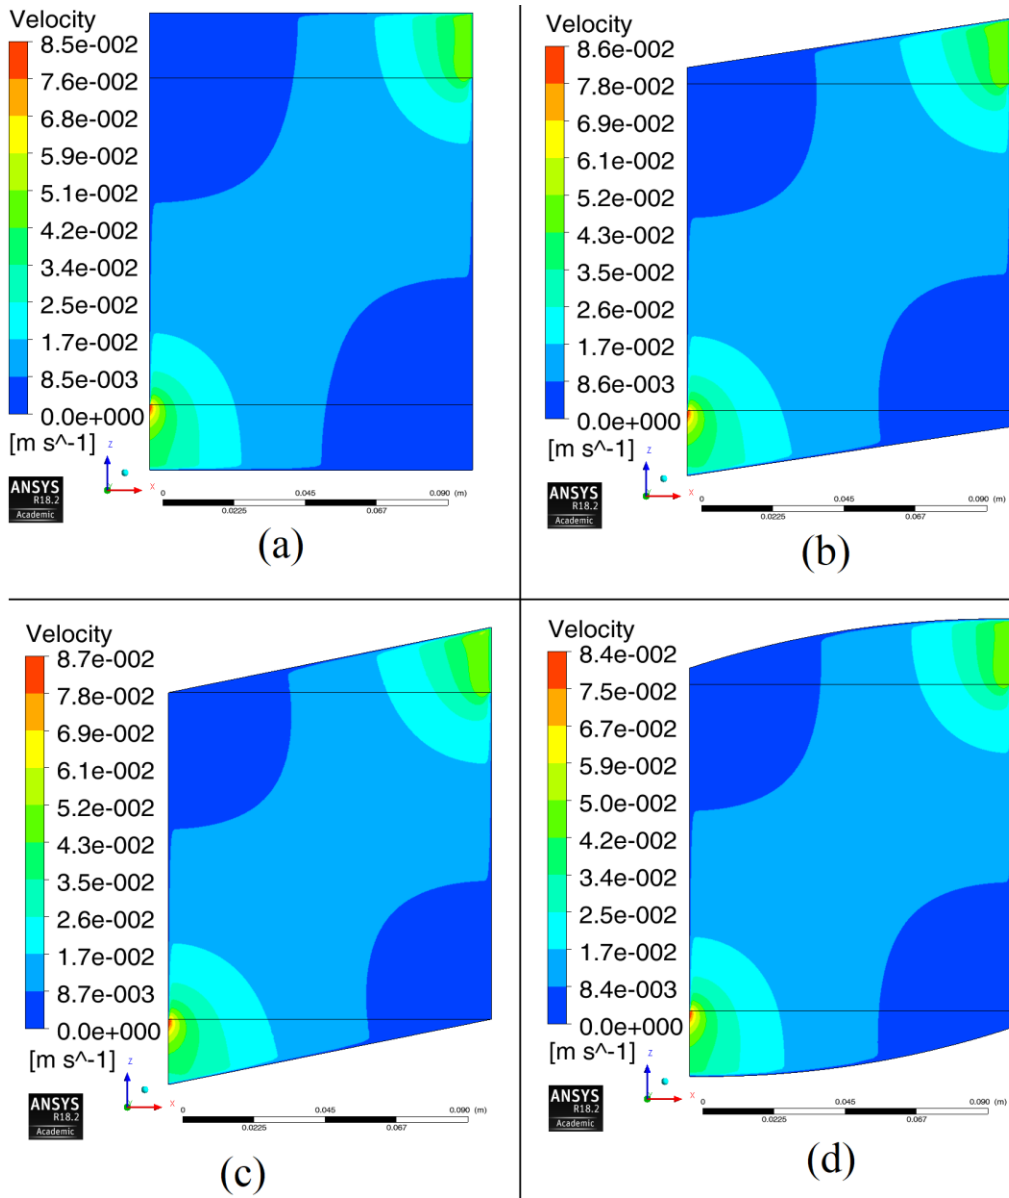 Velocity
8.5e-002
7.6e-002
6.8e-002
5.9e-002
5.1e-002
4.2e-002
3.4e-002
2.5e-002
1.7e-002
8.5e-003
0.0e+000
[m s^-1]
Z
X
ANSYS
R18.2
Academic
0 0.045 0.090 (m)
0.0225 0.067
(a)
Velocity
8.6e-002
7.8e-002
6.9e-002
6.1e-002
5.2e-002
4.3e-002
3.5e-002
2.6e-002
1.7e-002
8.6e-003
0.0e+000
[m s^-1]
Z
X
ANSYS
R18.2
Academic
0 0.045 0.090 (m)
0.0225 0.067
(b)
Velocity
8.7e-002
7.8e-002
6.9e-002
6.1e-002
5.2e-002
4.3e-002
3.5e-002
2.6e-002
1.7e-002
8.7e-003
0.0e+000
[m s^-1]
Z
X
ANSYS
R18.2
Academic
0 0.045 0.090 (m)
0.0225 0.067
(c)
Velocity
8.4e-002
7.5e-002
6.7e-002
5.9e-002
5.0e-002
4.2e-002
3.4e-002
2.5e-002
1.7e-002
8.4e-003
0.0e+000
[m s^-1]
Z
X
ANSYS
R18.2
Academic
0 0.045 0.090 (m)
0.0225 0.067
(d)